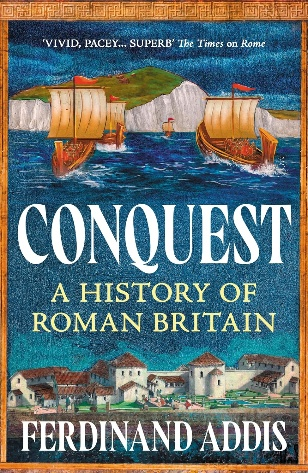 'VIVID, PACEY... SUPERB' The Times on Rome
CONQUEST
A HISTORY OF
ROMAN BRITAIN
FERDINAND ADDIS